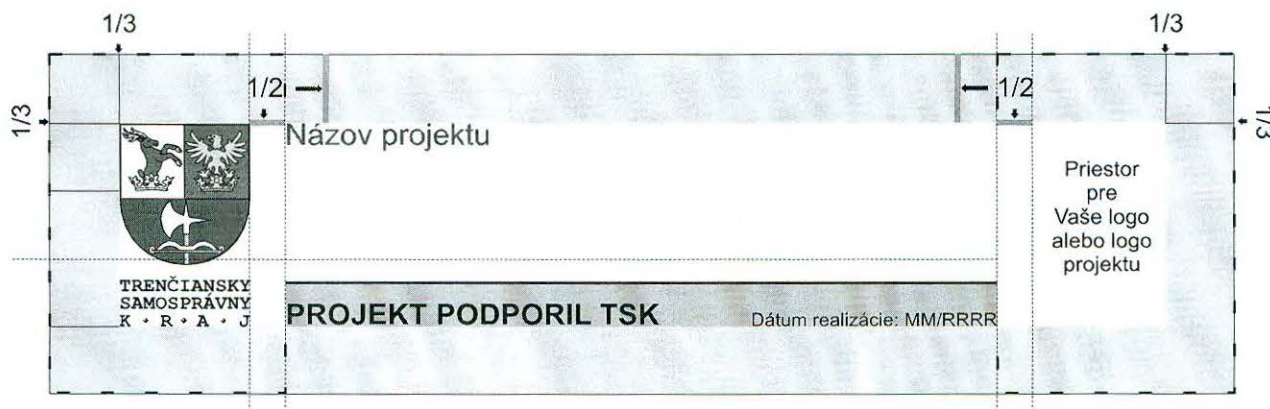 1/3
1/3
1/2
1/2
1/3
1/3
Názov projektu
Priestor
pre
Vaše logo
alebo logo
projektu
TRENČIANSKY
SAMOSPRÁVNY
K • R • A • J
PROJEKT PODPORIL TSK
Dátum realizácie: MM/RRRR